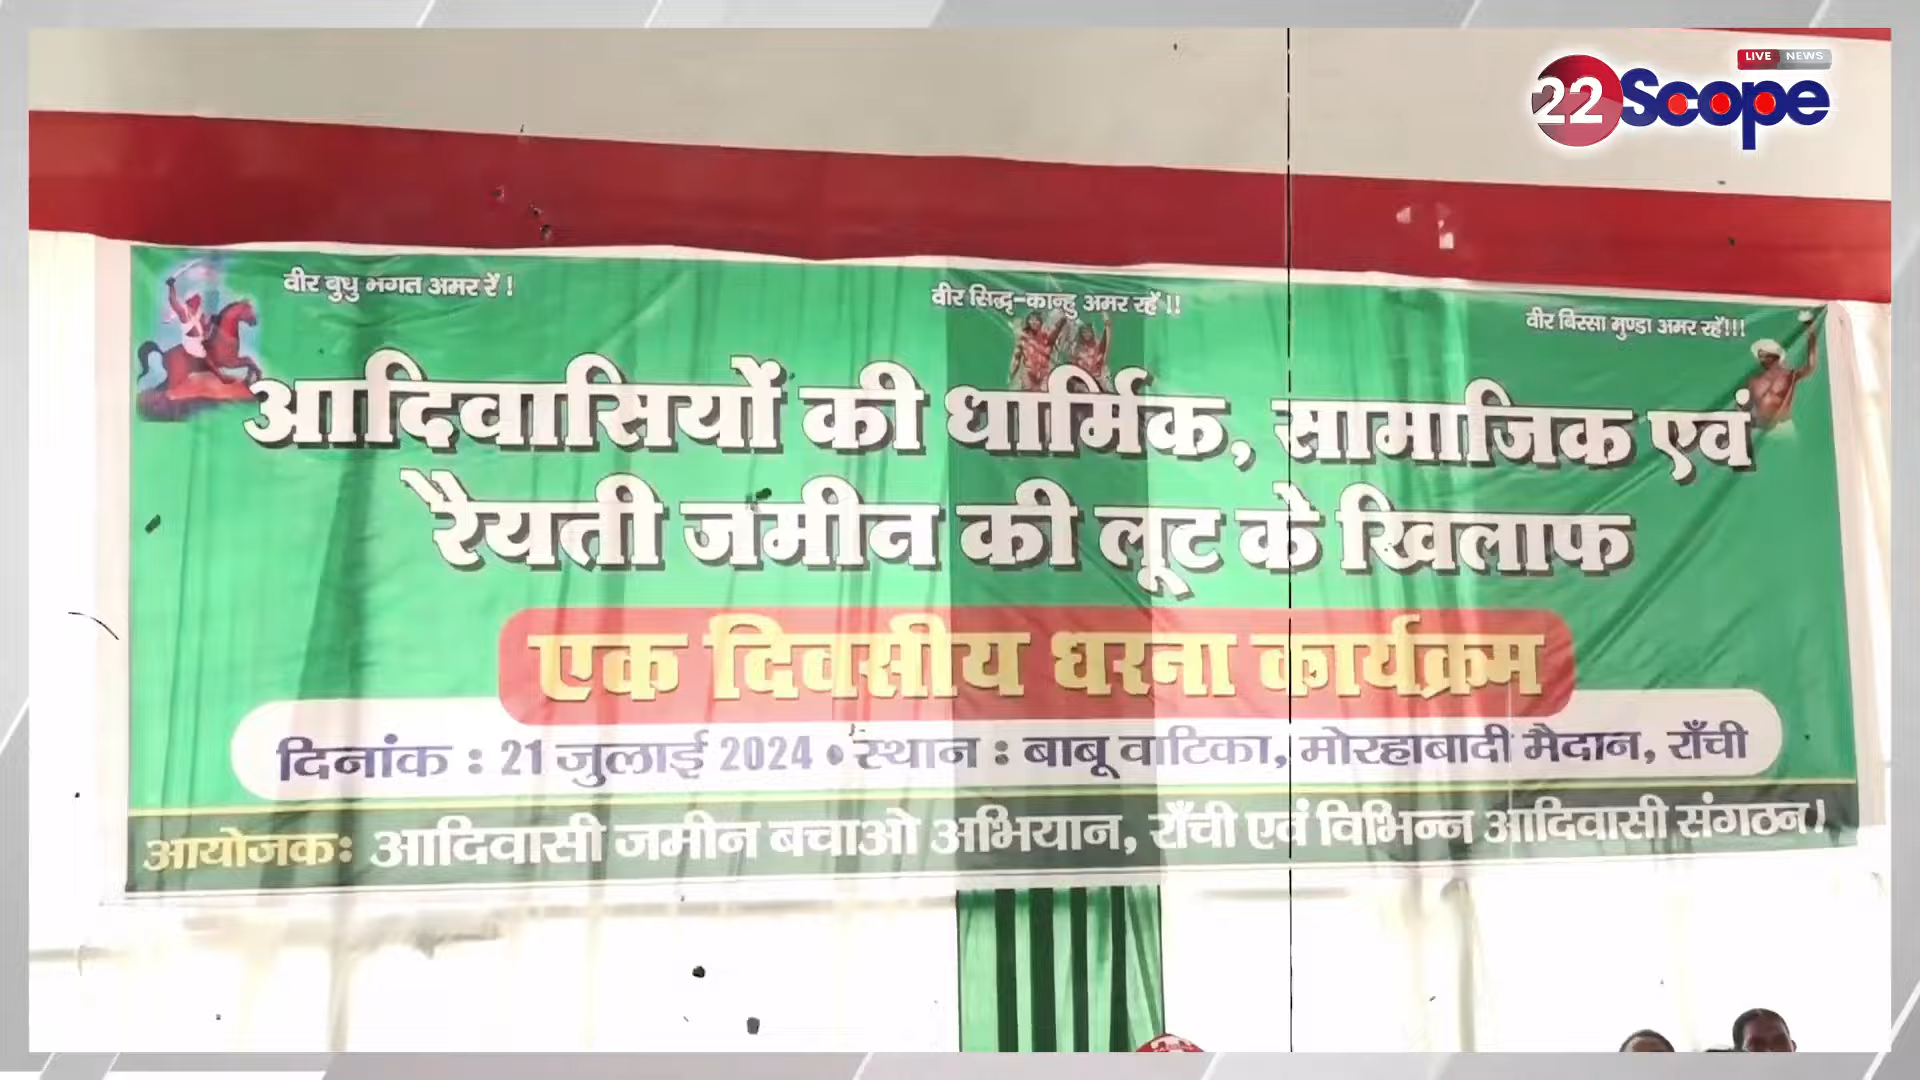 LIVE NEWS
22Scope
वीर बुधु भगत अमर रें !
वीर सिद्धु-कान्हु अमर रहें !!
वीर बिरसा मुण्डा अमर रहें!!!
आदिवासियों की धार्मिक, सामाजिक एवं
रैयती जमीन की लूट के खिलाफ
एक दिवसीय धरना कार्यक्रम
दिनांक : 21 जुलाई 2024 • स्थान : बाबू वाटिका, मोरहाबादी मैदान, राँची
आयोजक: आदिवासी जमीन बचाओ अभियान, राँची एवं विभिन्न आदिवासी संगठन।